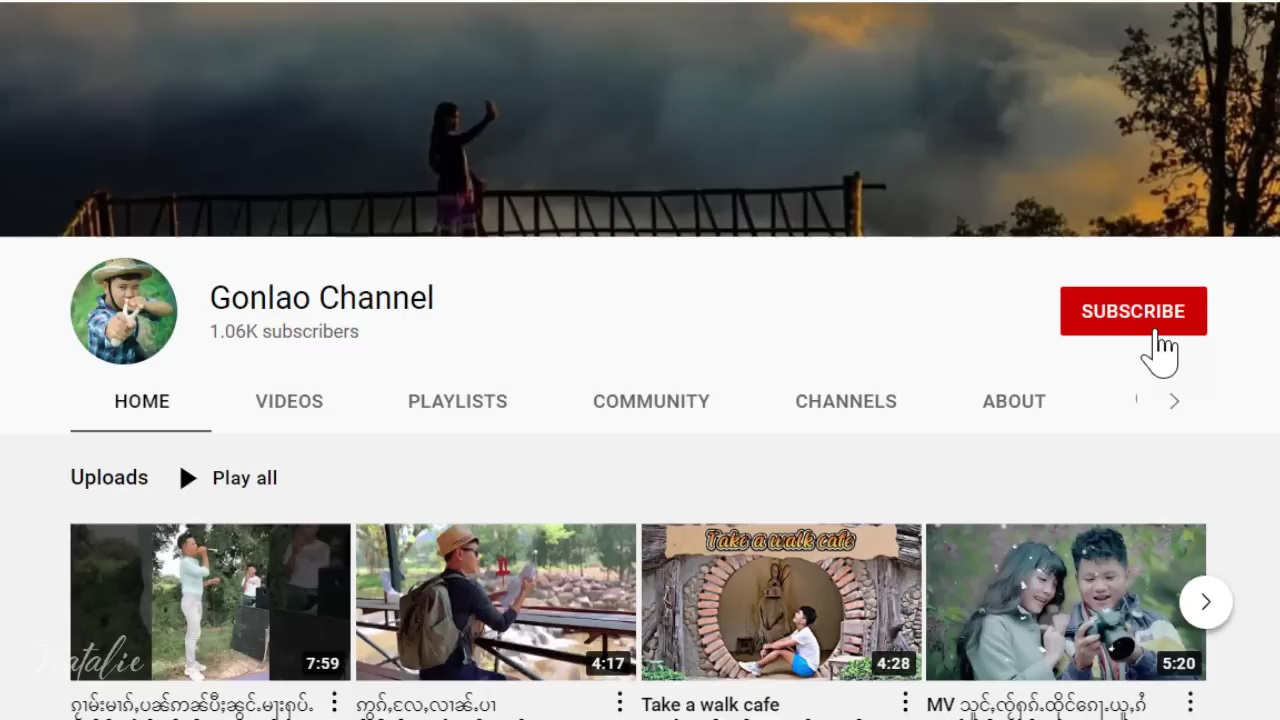 Gonlao Channel
1.06K subscribers
SUBSCRIBE
HOME VIDEOS PLAYLISTS COMMUNITY CHANNELS ABOUT
Uploads Play all
Take a walk cafe
7:59 4:17 4:28 5:20
Natalie
Take a walk cafe
MV